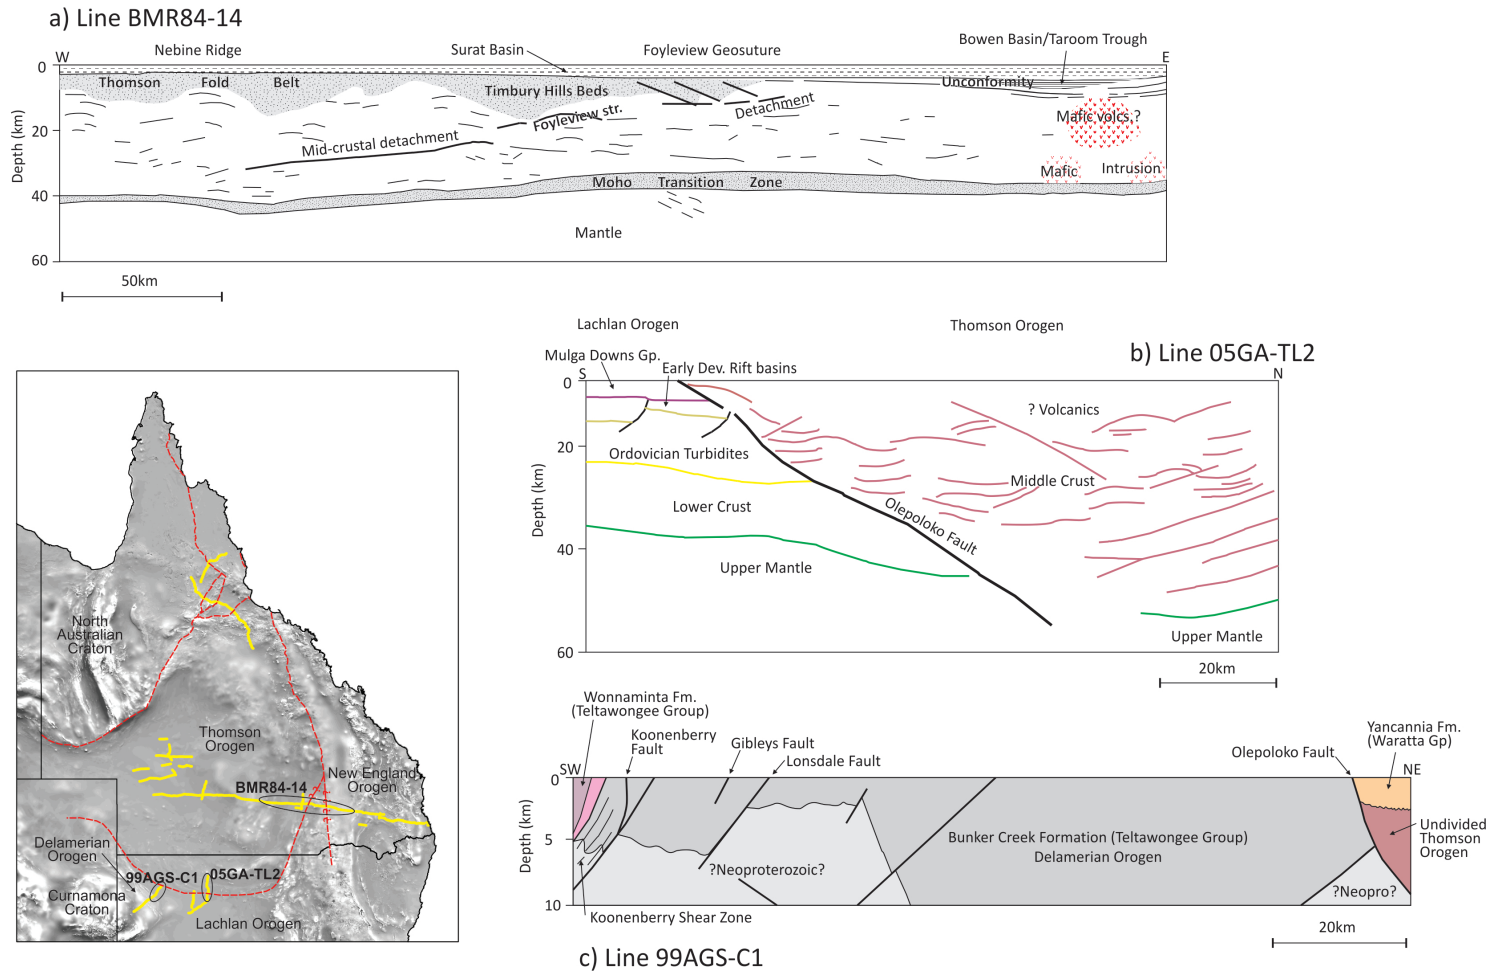 a) Line BMR84-14
W
Nebine Ridge
Surat Basin
Foyleview Geosuture
Bowen Basin/Taroom Trough
E
0
20
40
60
Depth (km)
Thomson Fold Belt
Timbury Hills Beds
Unconformity
Foyleview str.
Detachment
Mid-crustal detachment
Mafic volcs.?
Mafic
Intrusion
Moho Transition Zone
Mantle
50km
Lachlan Orogen
Thomson Orogen
b) Line 05GA-TL2
Mulga Downs Gp.
Early Dev. Rift basins
S
N
0
20
40
60
Depth (km)
? Volcanics
Ordovician Turbidites
Middle Crust
Lower Crust
Olepoloko Fault
Upper Mantle
Upper Mantle
20km
North
Australian
Craton
Thomson
Orogen
BMR84-14
New England
Orogen
Delamerian
Orogen
99AGS-C1
05GA-TL2
Curnamona
Craton
Lachlan Orogen
Wonnaminta Fm.
(Teltawongee Group)
Koonenberry
Fault
Gibleys Fault
Lonsdale Fault
Olepoloko Fault
Yancannia Fm.
(Waratta Gp)
SW
NE
0
5
10
Depth (km)
Bunker Creek Formation (Teltawongee Group)
Delamerian Orogen
?Neoproterozoic?
Undivided
Thomson
Orogen
?Neopro?
Koonenberry Shear Zone
20km
c) Line 99AGS-C1